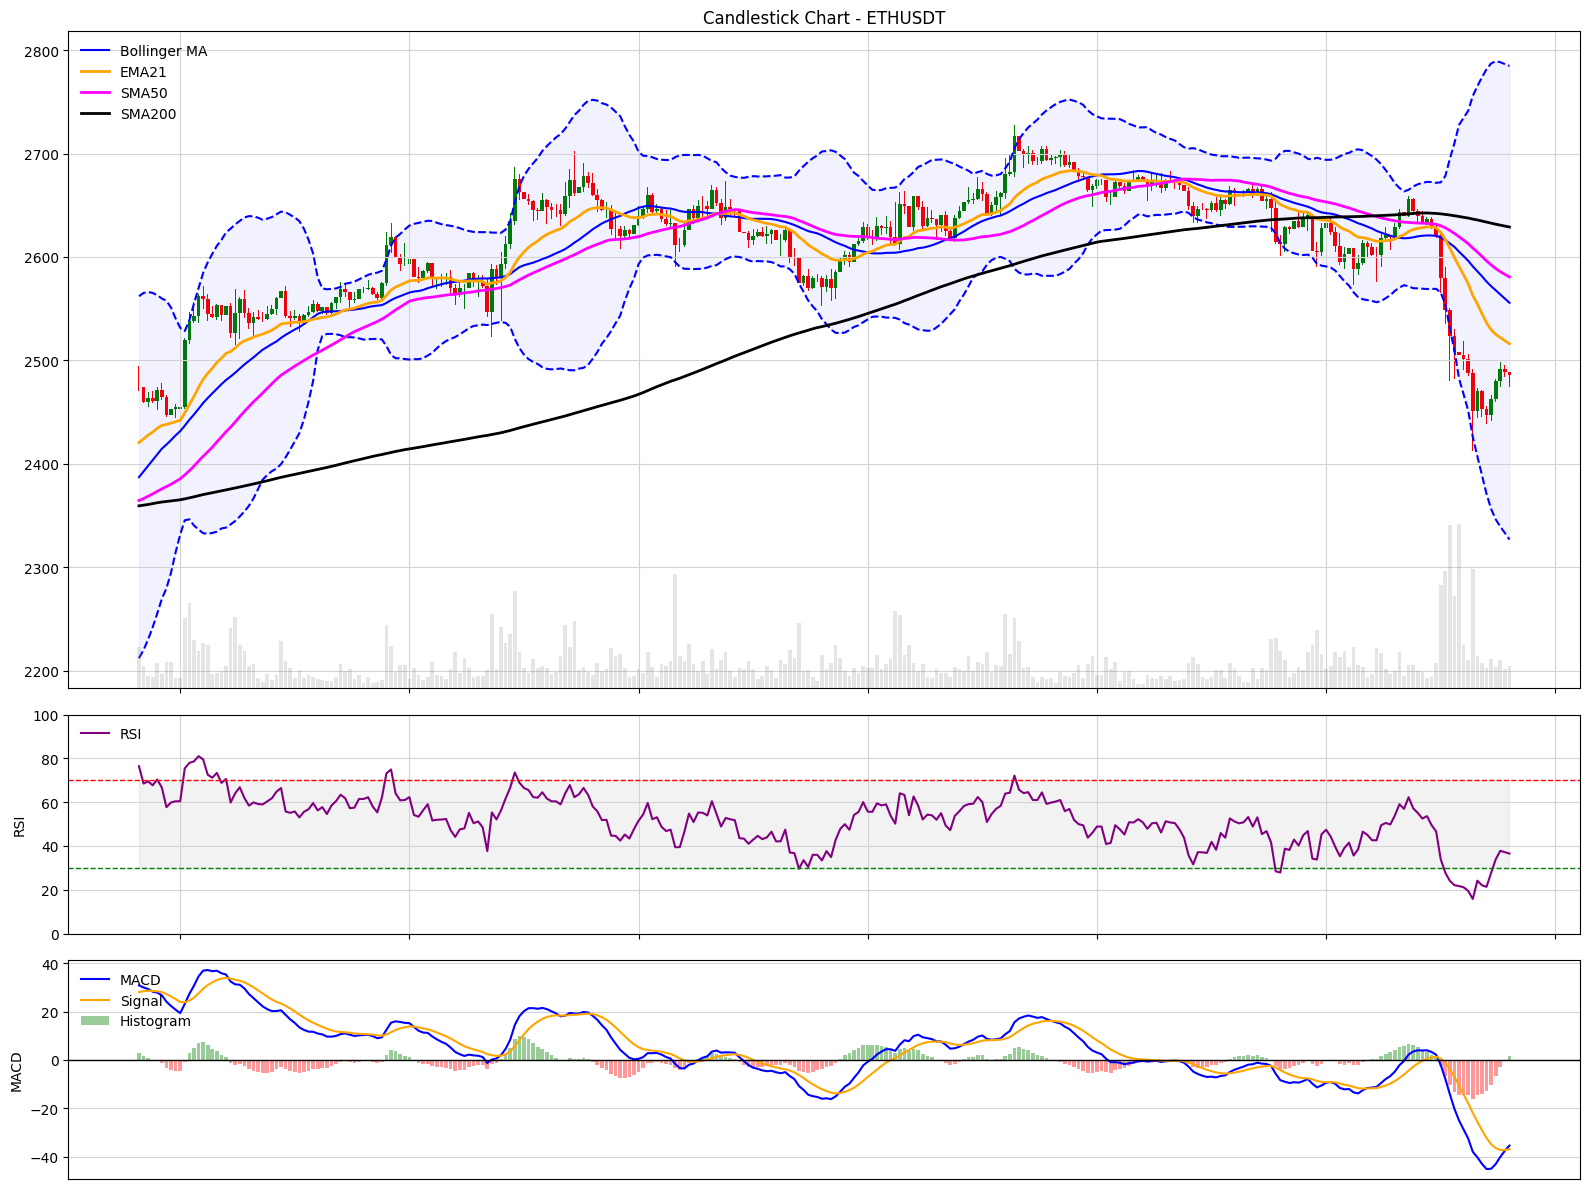 Candlestick Chart - ETHUSDT
2800
2700
2600
2500
2400
2300
2200
Bollinger MA
EMA21
SMA50
SMA200
100
80
60
40
20
0
RSI
RSI
40
20
0
−20
−40
MACD
MACD
Signal
Histogram